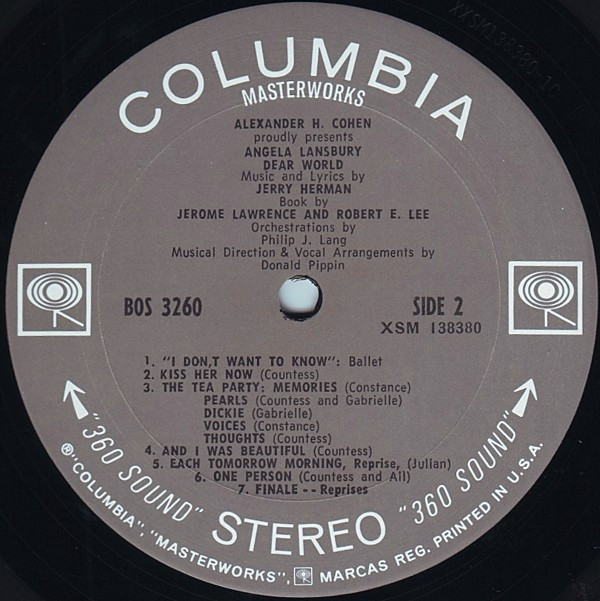 XXSM138380-1C
COLUMBIA
MASTERWORKS
ALEXANDER H. COHEN
proudly presents
ANGELA LANSBURY
DEAR WORLD
Music and Lyrics by
JERRY HERMAN
Book by
JEROME LAWRENCE AND ROBERT E. LEE
Orchestrations by
Philip J. Lang
Musical Direction & Vocal Arrangements by
Donald Pippin
BOS 3260
SIDE 2
XSM 138380
1. "I DON,T WANT TO KNOW": Ballet
2. KISS HER NOW (Countess)
3. THE TEA PARTY: MEMORIES (Constance)
PEARLS (Countess and Gabrielle)
DICKIE (Gabrielle)
VOICES (Constance)
THOUGHTS (Countess)
4. AND I WAS BEAUTIFUL (Countess)
5. EACH TOMORROW MORNING, Reprise, (Julian)
6. ONE PERSON (Countess and All)
7. FINALE -- Reprises
"360 SOUND" STEREO "360 SOUND"
®"COLUMBIA", "MASTERWORKS", MARCAS REG. PRINTED IN U.S.A.